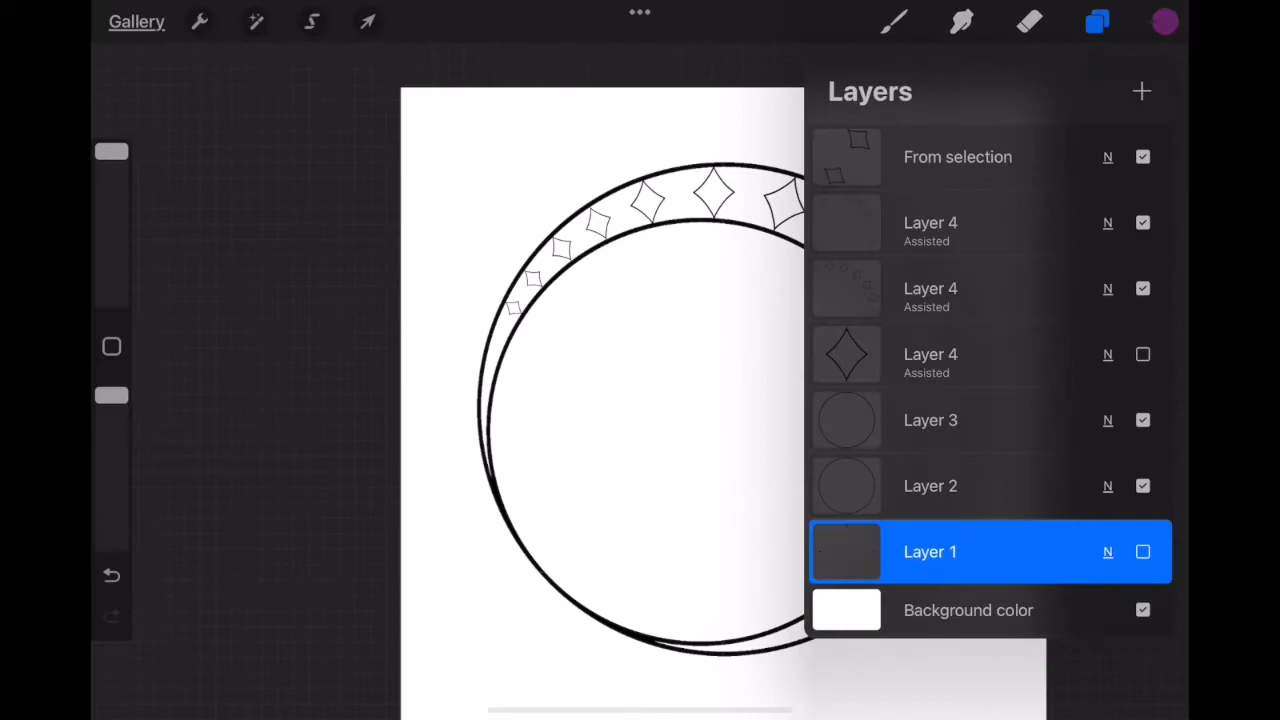 Gallery
Layers
From selection N
Layer 4 N
Assisted
Layer 4 N
Assisted
Layer 4 N
Assisted
Layer 3 N
Layer 2 N
Layer 1 N
Background color